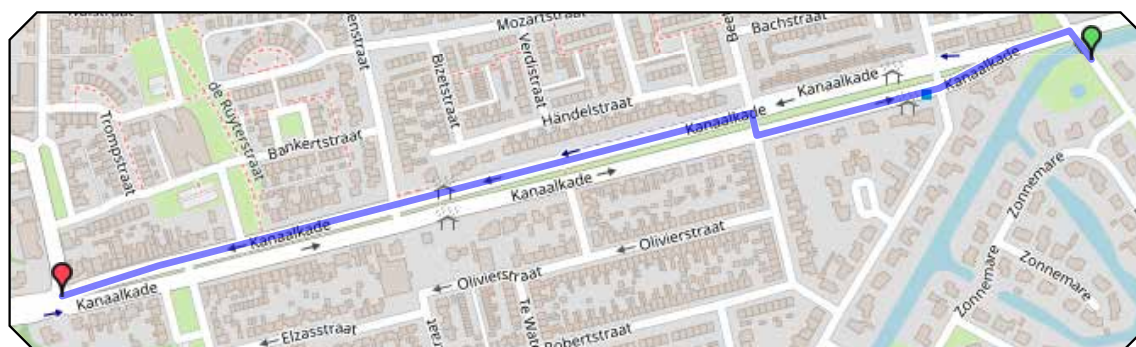 Mozartstraat
Bachstraat
Verdistraat
Bizetstraat
Händelstraat
de Ruyterstraat
Bankertstraat
Trompstraat
Kanaalkade
Kanaalkade
Kanaalkade
Kanaalkade
Kanaalkade
Kanaalkade
Olivierstraat
Olivierstraat
Elzasstraat
Robertstraat
Zonnemare
Zonnemare
Zonnemare